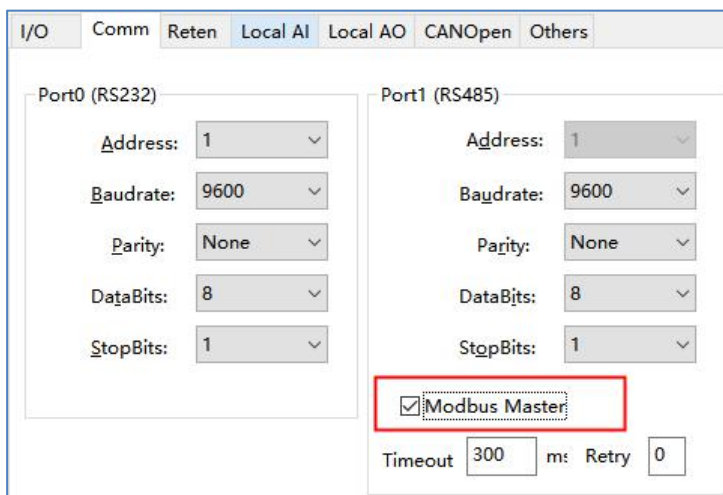 I/O Comm Reten Local AI Local AO CANOpen Others
Port0 (RS232)
Address: 1
Baudrate: 9600
Parity: None
DataBits: 8
StopBits: 1
Port1 (RS485)
Address: 1
Baudrate: 9600
Parity: None
DataBits: 8
StopBits: 1
Modbus Master
Timeout 300 ms Retry 0